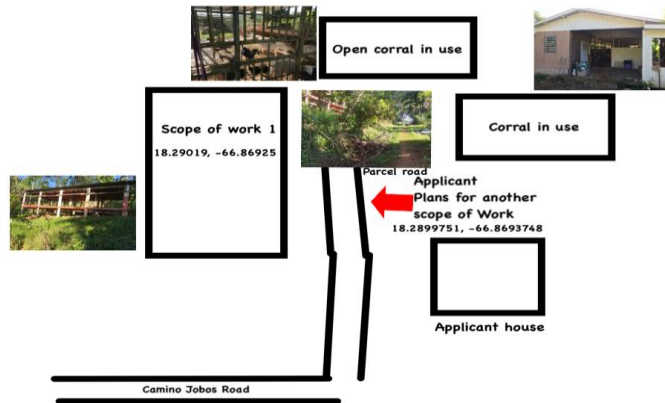 Open corral in use
Scope of work 1
18.29019, -66.86925
Corral in use
Parcel road
Applicant
Plans for another
scope of Work
18.2899751, -66.8693748
Applicant house
Camino Jobos Road